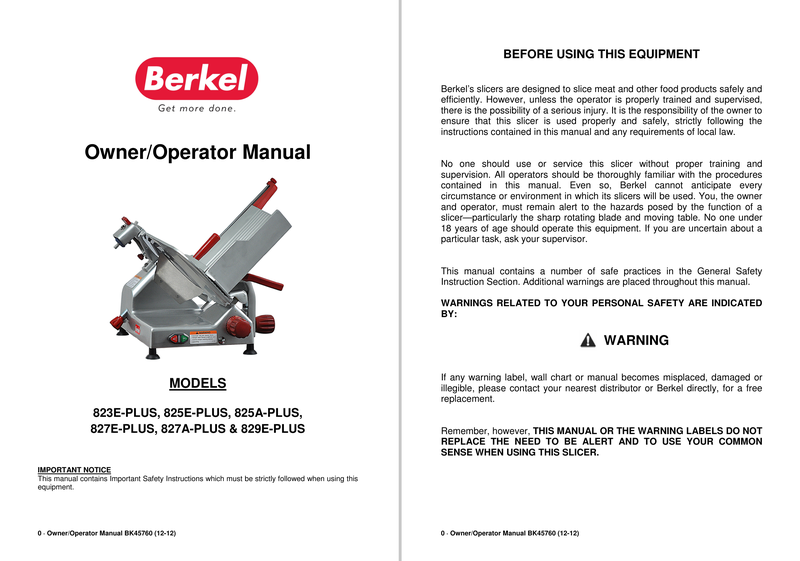 Berkel
Get more done.
Owner/Operator Manual
MODELS
823E-PLUS, 825E-PLUS, 825A-PLUS,
827E-PLUS, 827A-PLUS & 829E-PLUS
IMPORTANT NOTICE
This manual contains Important Safety Instructions which must be strictly followed when using this
equipment.
0 - Owner/Operator Manual BK45760 (12-12)
BEFORE USING THIS EQUIPMENT
Berkel's slicers are designed to slice meat and other food products safely and
efficiently. However, unless the operator is properly trained and supervised,
there is the possibility of a serious injury. It is the responsibility of the owner to
ensure that this slicer is used properly and safely, strictly following the
instructions contained in this manual and any requirements of local law.
No one should use or service this slicer without proper training and
supervision. All operators should be thoroughly familiar with the procedures
contained in this manual. Even so, Berkel cannot anticipate every
circumstance or environment in which its slicers will be used. You, the owner
and operator, must remain alert to the hazards posed by the function of a
slicer—particularly the sharp rotating blade and moving table. No one under
18 years of age should operate this equipment. If you are uncertain about a
particular task, ask your supervisor.
This manual contains a number of safe practices in the General Safety
Instruction Section. Additional warnings are placed throughout this manual.
WARNINGS RELATED TO YOUR PERSONAL SAFETY ARE INDICATED
BY:
WARNING
If any warning label, wall chart or manual becomes misplaced, damaged or
illegible, please contact your nearest distributor or Berkel directly, for a free
replacement.
Remember, however, THIS MANUAL OR THE WARNING LABELS DO NOT
REPLACE THE NEED TO BE ALERT AND TO USE YOUR COMMON
SENSE WHEN USING THIS SLICER.
0 - Owner/Operator Manual BK45760 (12-12)